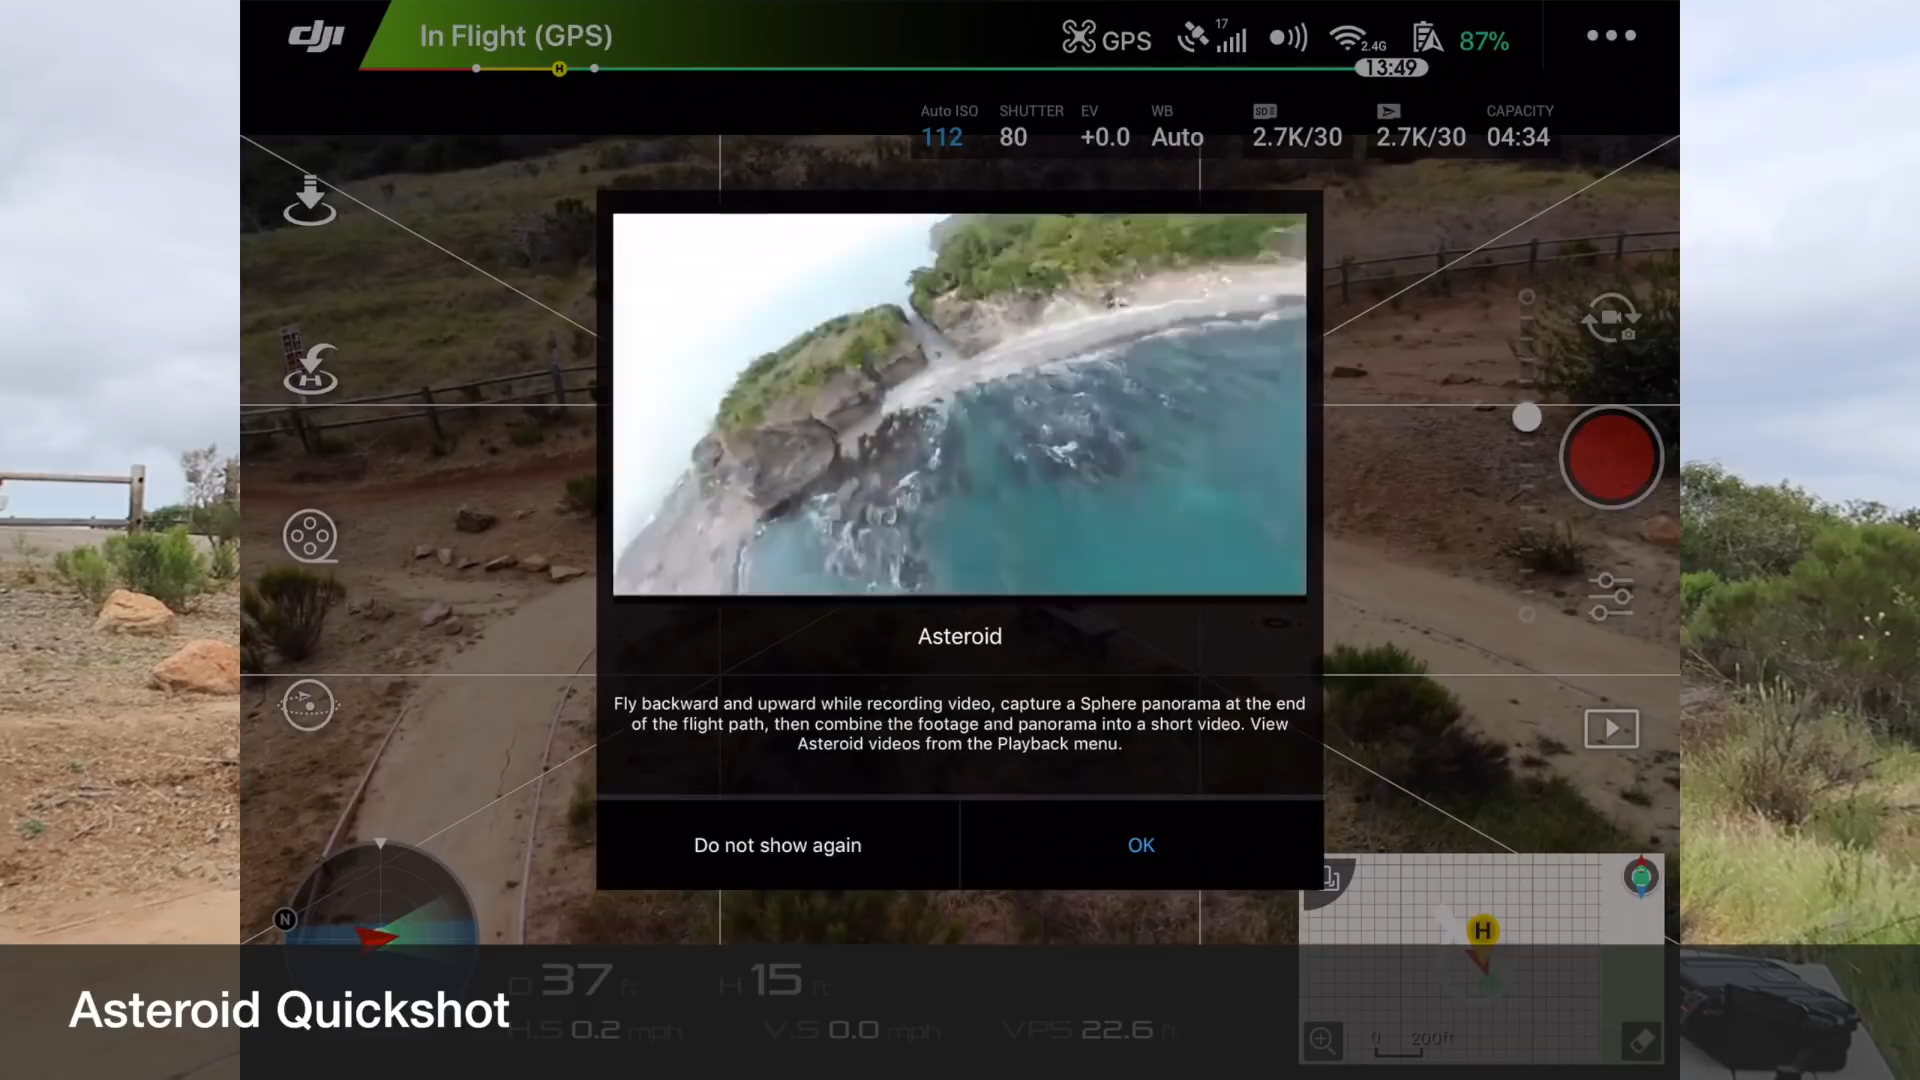 dji
In Flight (GPS)
GPS
17
2.4G
87%
13:49
Auto ISO
112
SHUTTER
80
EV
+0.0
WB
Auto
SD
2.7K/30
2.7K/30
CAPACITY
04:34
H
H
Asteroid
Fly backward and upward while recording video, capture a Sphere panorama at the end
of the flight path, then combine the footage and panorama into a short video. View
Asteroid videos from the Playback menu.
Do not show again
OK
N
H
D 37 ft
H 15 ft
H.S 0.2 mph
V.S 0.0 mph
VPS 22.6 ft
0 200ft
Asteroid Quickshot